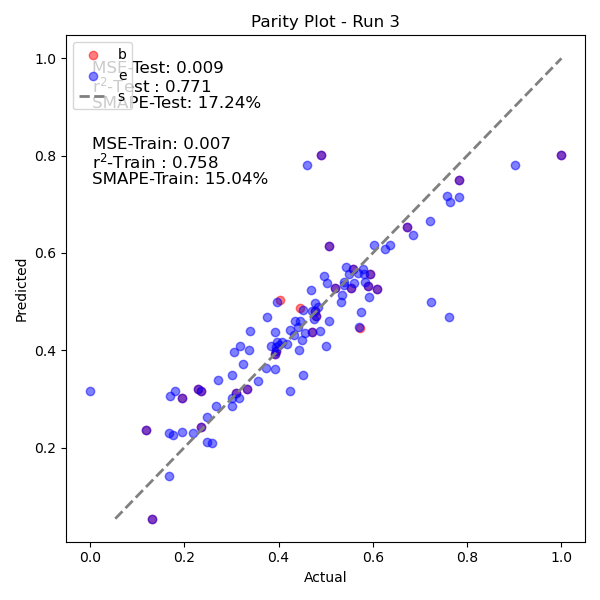 Parity Plot - Run 3
b
e
s
MSE-Test: 0.009
r²-Test : 0.771
SMAPE-Test: 17.24%
MSE-Train: 0.007
r²-Train : 0.758
SMAPE-Train: 15.04%
1.0
0.8
0.6
0.4
0.2
Predicted
0.0 0.2 0.4 0.6 0.8 1.0
Actual